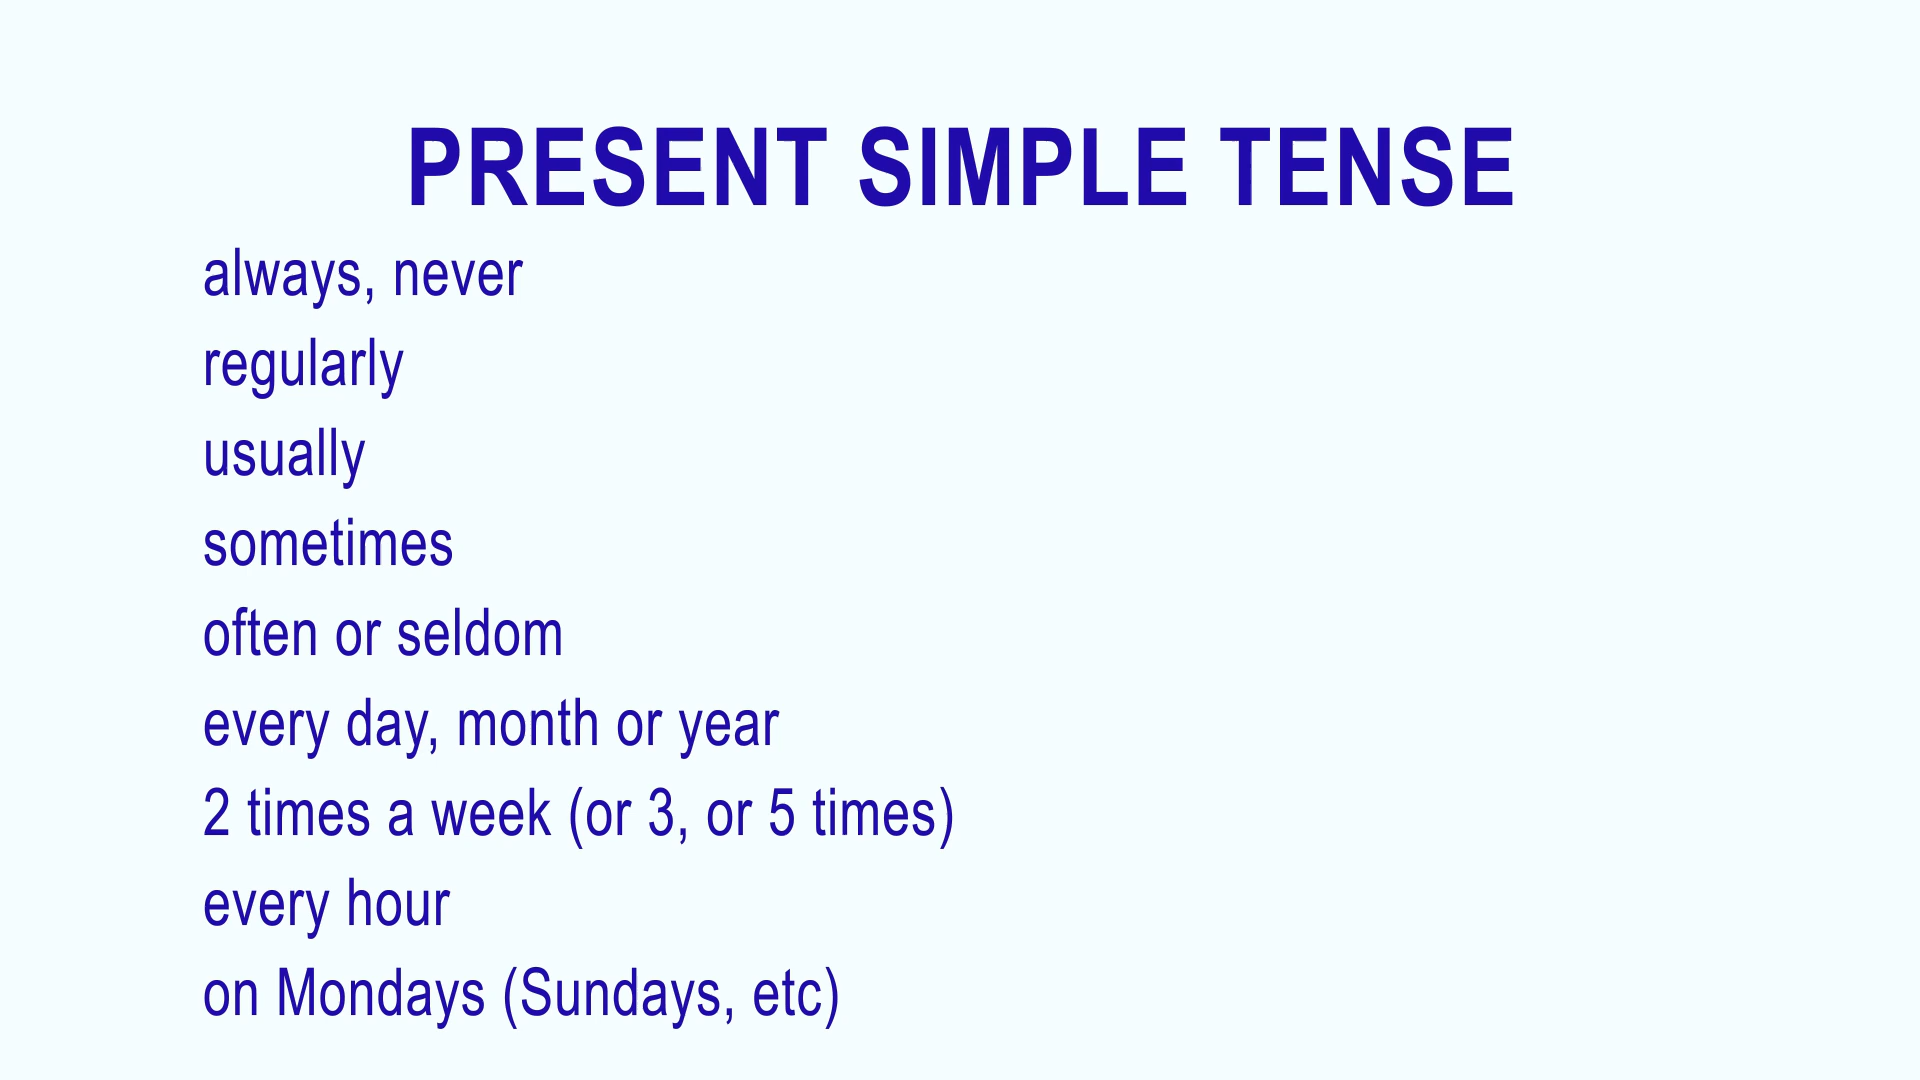 PRESENT SIMPLE TENSE
always, never
regularly
usually
sometimes
often or seldom
every day, month or year
2 times a week (or 3, or 5 times)
every hour
on Mondays (Sundays, etc)